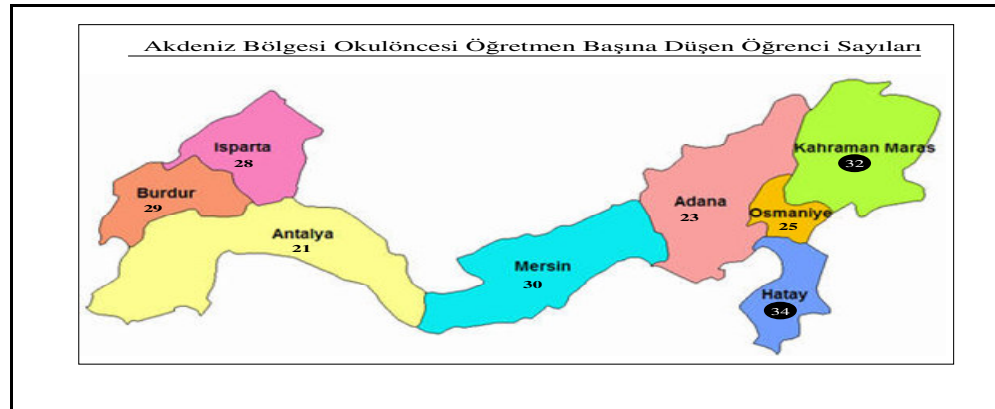 Akdeniz Bölgesi Okulöncesi Öğretmen Başına Düşen Öğrenci Sayıları
Isparta
28
Burdur
29
Antalya
21
Mersin
30
Adana
23
Kahraman Maras
32
Osmaniye
25
Hatay
34